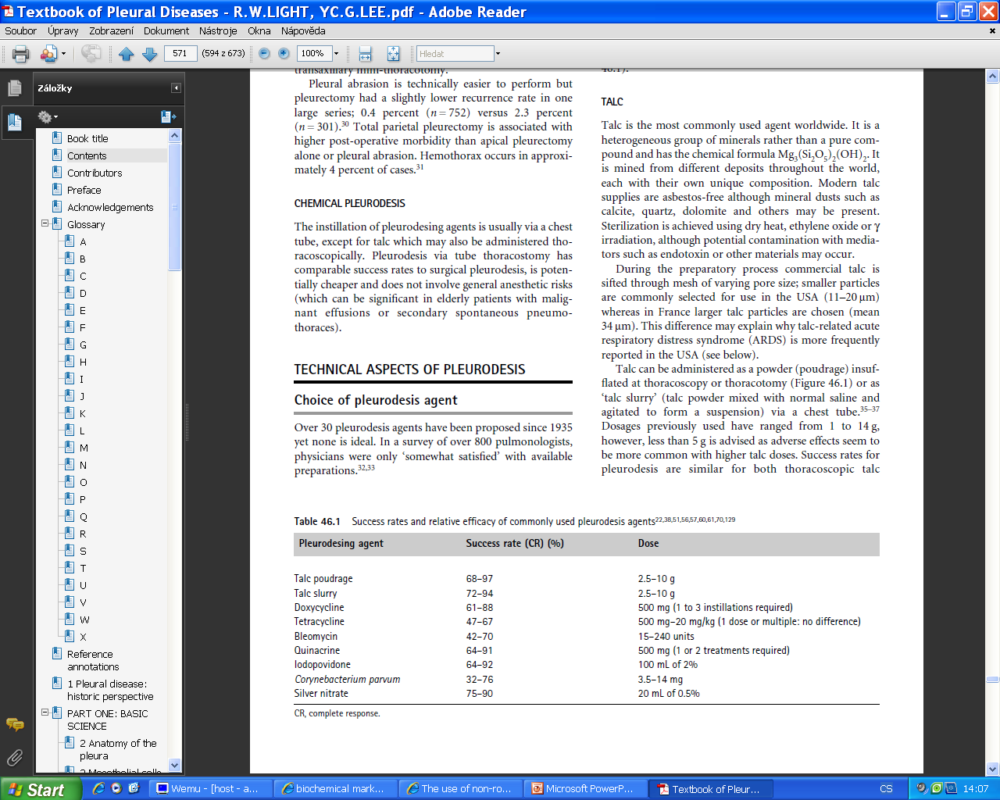 Textbook of Pleural Diseases - R.W.LIGHT, YC.G.LEE.pdf - Adobe Reader
Soubor Úpravy Zobrazení Dokument Nástroje Okna Nápověda
571 (594 z 673) 100% Hledat
Záložky
Book title
Contents
Contributors
Preface
Acknowledgements
Glossary
A
B
C
D
E
F
G
H
I
J
K
L
M
N
O
P
Q
R
S
T
U
V
W
X
Reference
annotations
1 Pleural disease:
historic perspective
PART ONE: BASIC
SCIENCE
2 Anatomy of the
pleura
transaxillary mini-thoracotomy.
Pleural abrasion is technically easier to perform but
pleurectomy had a slightly lower recurrence rate in one
large series; 0.4 percent (n = 752) versus 2.3 percent
(n = 301).30 Total parietal pleurectomy is associated with
higher post-operative morbidity than apical pleurectomy
alone or pleural abrasion. Hemothorax occurs in approxi-
mately 4 percent of cases.31
CHEMICAL PLEURODESIS
The instillation of pleurodesing agents is usually via a chest
tube, except for talc which may also be administered tho-
racoscopically. Pleurodesis via tube thoracostomy has
comparable success rates to surgical pleurodesis, is poten-
tially cheaper and does not involve general anesthetic risks
(which can be significant in elderly patients with malig-
nant effusions or secondary spontaneous pneumo-
thoraces).
TECHNICAL ASPECTS OF PLEURODESIS
Choice of pleurodesis agent
Over 30 pleurodesis agents have been proposed since 1935
yet none is ideal. In a survey of over 800 pulmonologists,
physicians were only ‘somewhat satisfied’ with available
preparations.32,33
46.1).
TALC
Talc is the most commonly used agent worldwide. It is a
heterogeneous group of minerals rather than a pure com-
pound and has the chemical formula Mg3(Si2O5)2(OH)2. It
is mined from different deposits throughout the world,
each with their own unique composition. Modern talc
supplies are asbestos-free although mineral dusts such as
calcite, quartz, dolomite and others may be present.
Sterilization is achieved using dry heat, ethylene oxide or γ
irradiation, although potential contamination with media-
tors such as endotoxin or other materials may occur.
During the preparatory process commercial talc is
sifted through mesh of varying pore size; smaller particles
are commonly selected for use in the USA (11–20 µm)
whereas in France larger talc particles are chosen (mean
34 µm). This difference may explain why talc-related acute
respiratory distress syndrome (ARDS) is more frequently
reported in the USA (see below).
Talc can be administered as a powder (poudrage) insuf-
flated at thoracoscopy or thoracotomy (Figure 46.1) or as
‘talc slurry’ (talc powder mixed with normal saline and
agitated to form a suspension) via a chest tube.35–37
Dosages previously used have ranged from 1 to 14 g,
however, less than 5 g is advised as adverse effects seem to
be more common with higher talc doses. Success rates for
pleurodesis are similar for both thoracoscopic talc
Table 46.1 Success rates and relative efficacy of commonly used pleurodesis agents22,38,51,56,57,60,61,70,129
Pleurodesing agent Success rate (CR) (%) Dose
Talc poudrage 68–97 2.5–10 g
Talc slurry 72–94 2.5–10 g
Doxycycline 61–88 500 mg (1 to 3 instillations required)
Tetracycline 47–67 500 mg–20 mg/kg (1 dose or multiple: no difference)
Bleomycin 42–70 15–240 units
Quinacrine 64–91 500 mg (1 or 2 treatments required)
Iodopovidone 64–92 100 mL of 2%
Corynebacterium parvum 32–76 3.5–14 mg
Silver nitrate 75–90 20 mL of 0.5%
CR, complete response.
Start Wemu - [host - a... biochemical mark... The use of non-ro... Microsoft PowerP... Textbook of Pleur... CS 14:07